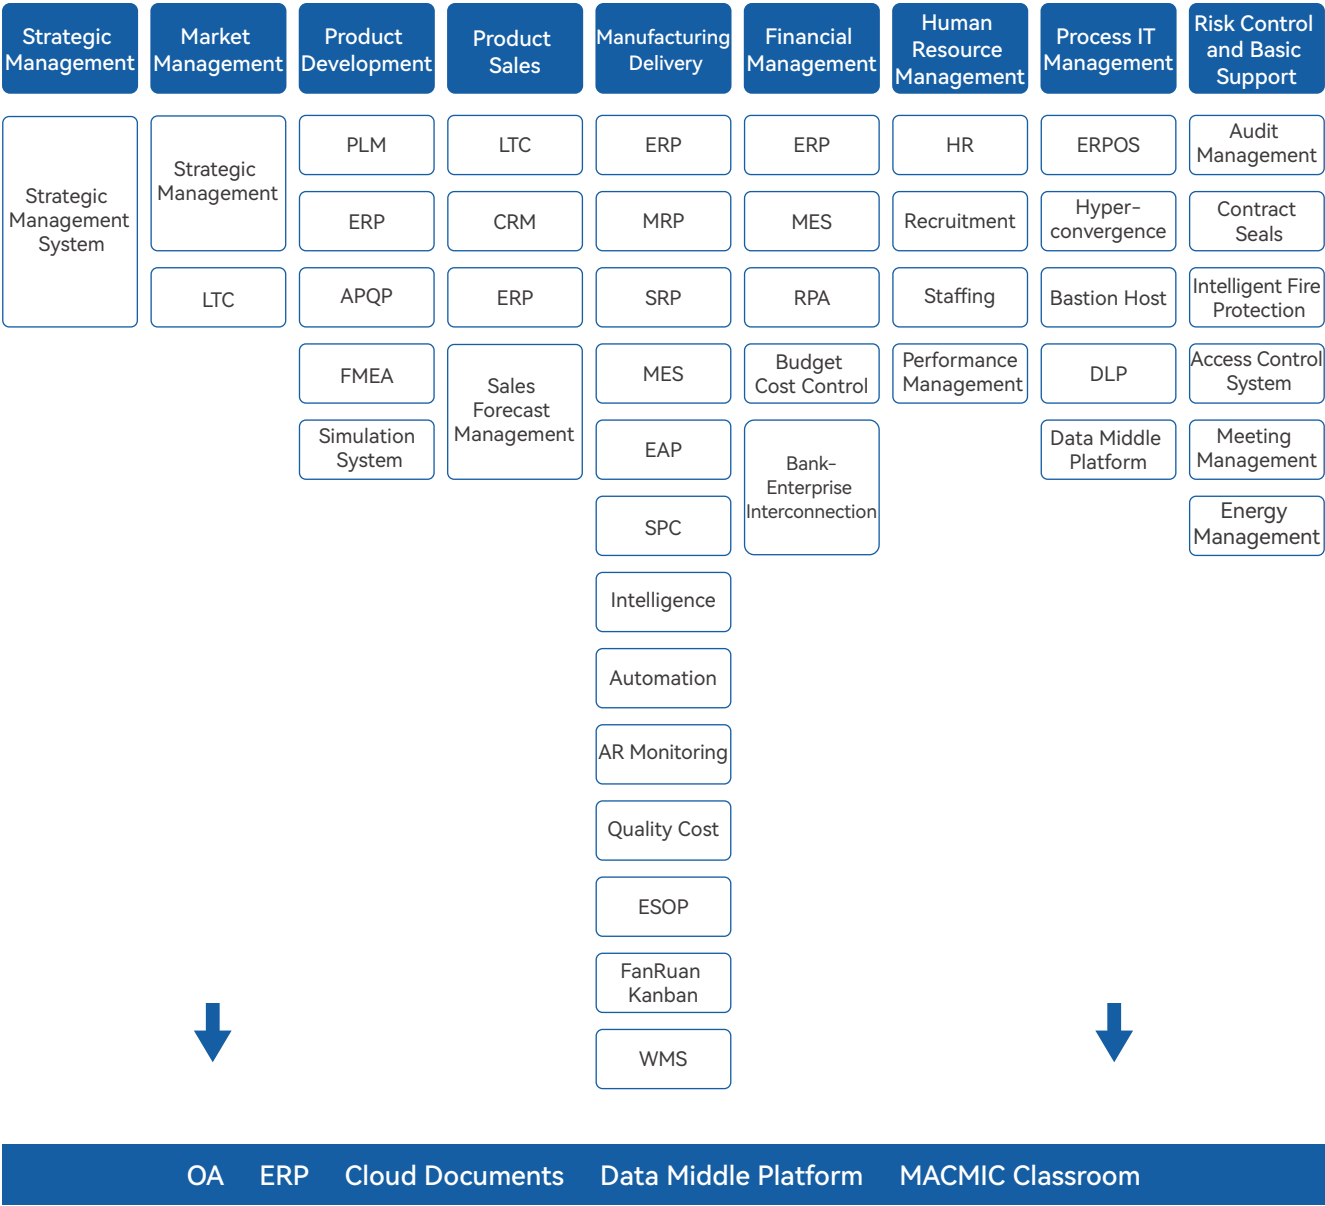 Strategic
Management
Market
Management
Product
Development
Product
Sales
Manufacturing
Delivery
Financial
Management
Human
Resource
Management
Process IT
Management
Risk Control
and Basic
Support
Strategic
Management
System
Strategic
Management
LTC
PLM
ERP
APQP
FMEA
Simulation
System
LTC
CRM
ERP
Sales
Forecast
Management
ERP
MRP
SRP
MES
EAP
SPC
Intelligence
Automation
AR Monitoring
Quality Cost
ESOP
FanRuan
Kanban
WMS
ERP
MES
RPA
Budget
Cost Control
Bank-
Enterprise
Interconnection
HR
Recruitment
Staffing
Performance
Management
ERPOS
Hyper-
convergence
Bastion Host
DLP
Data Middle
Platform
Audit
Management
Contract
Seals
Intelligent Fire
Protection
Access Control
System
Meeting
Management
Energy
Management
OA ERP Cloud Documents Data Middle Platform MACMIC Classroom